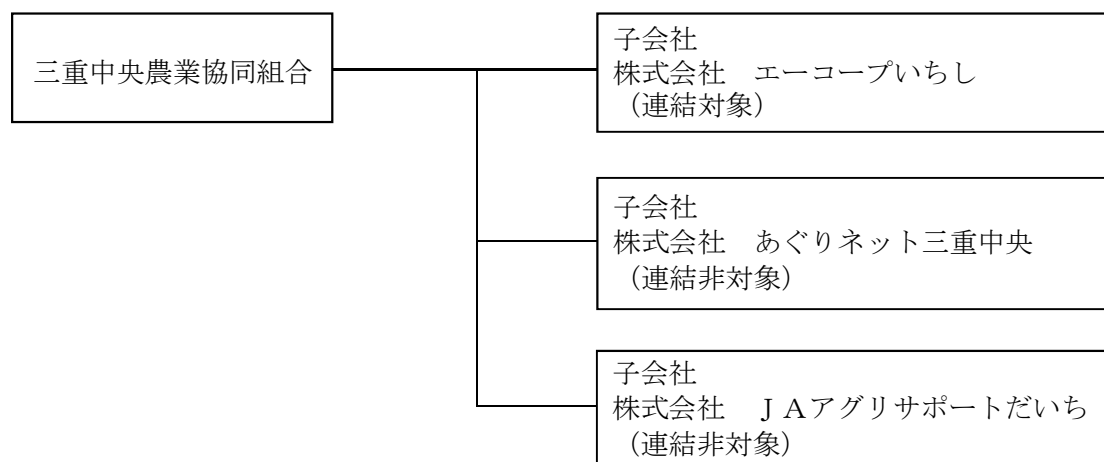 三重中央農業協同組合
子会社
株式会社　エーコープいちし
（連結対象）
子会社
株式会社　あぐりネット三重中央
（連結非対象）
子会社
株式会社　ＪＡアグリサポートだいち
（連結非対象）